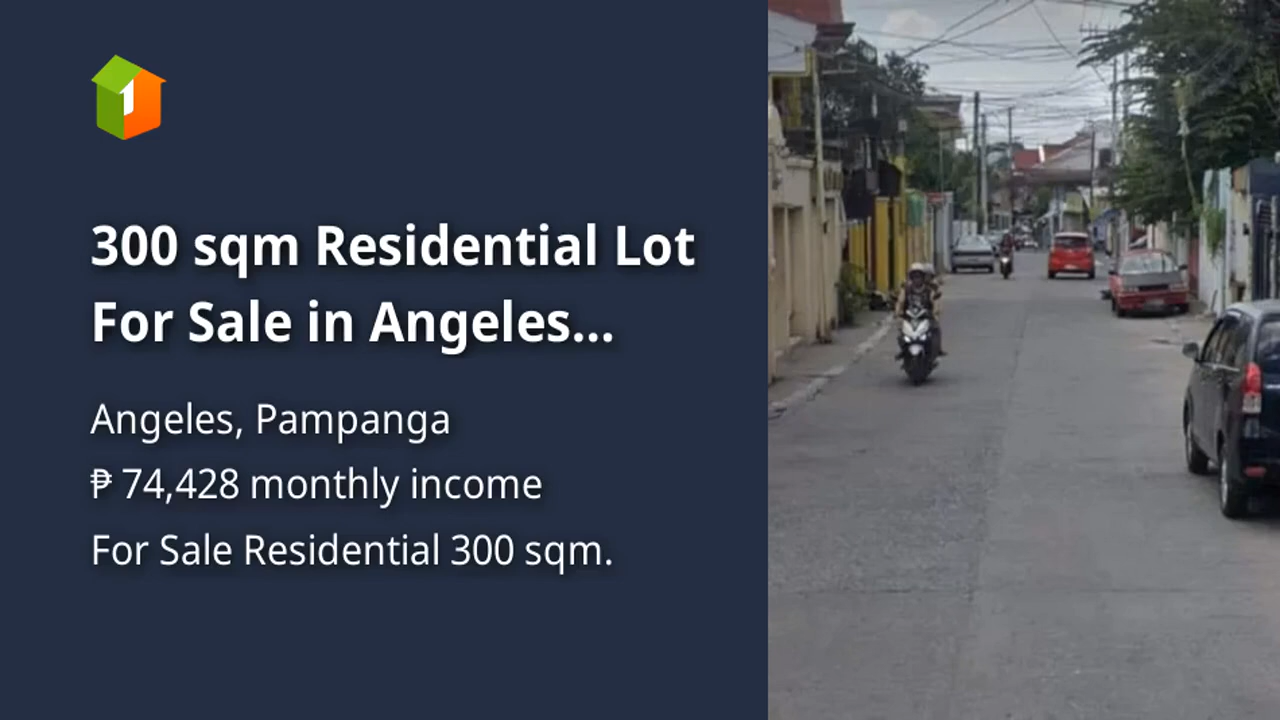 300 sqm Residential Lot
For Sale in Angeles...
Angeles, Pampanga
₱ 74,428 monthly income
For Sale Residential 300 sqm.